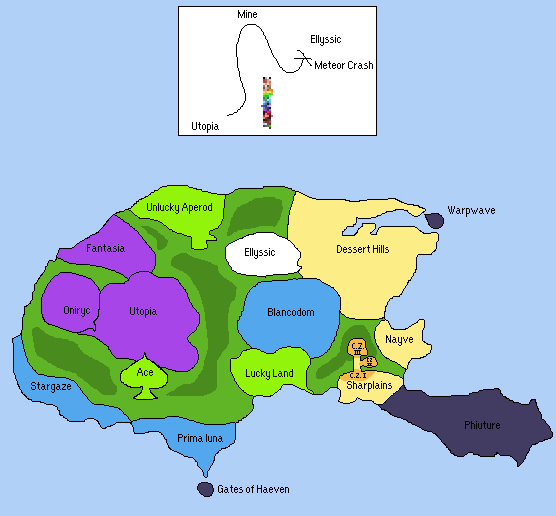 Mine
Ellyssic
Meteor Crash
Utopia
Unlucky Aperod
Warpwave
Fantasia
Ellyssic
Dessert Hills
Oniryc
Utopia
Blancodom
Nayve
C.Z.
III
C.Z.I
Ace
Lucky Land
Stargaze
Sharplains
Phiuture
Prima luna
Gates of Haeven